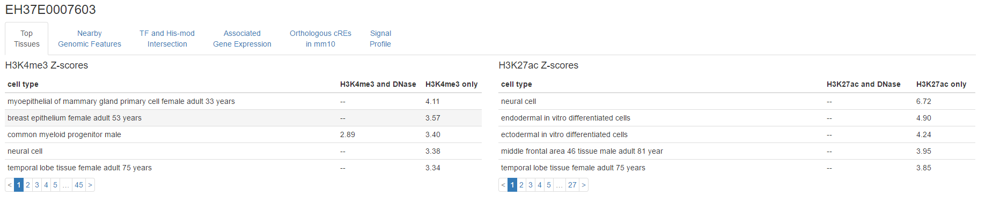 EH37E0007603
Top Tissues
Nearby Genomic Features
TF and His-mod Intersection
Associated Gene Expression
Orthologous cREs in mm10
Signal Profile
H3K4me3 Z-scores
cell type H3K4me3 and DNase H3K4me3 only
myoepithelial of mammary gland primary cell female adult 33 years -- 4.11
breast epithelium female adult 53 years -- 3.57
common myeloid progenitor male 2.89 3.40
neural cell -- 3.38
temporal lobe tissue female adult 75 years -- 3.34
< 1 2 3 4 5 ... 45 >
H3K27ac Z-scores
cell type H3K27ac and DNase H3K27ac only
neural cell -- 6.72
endodermal in vitro differentiated cells -- 4.90
ectodermal in vitro differentiated cells -- 4.24
middle frontal area 46 tissue male adult 81 year -- 3.95
temporal lobe tissue female adult 75 years -- 3.85
< 1 2 3 4 5 ... 27 >